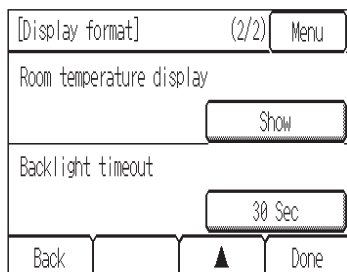 [Display format] (2/2) Menu
Room temperature display
Show
Backlight timeout
30 Sec
Back ▲ Done